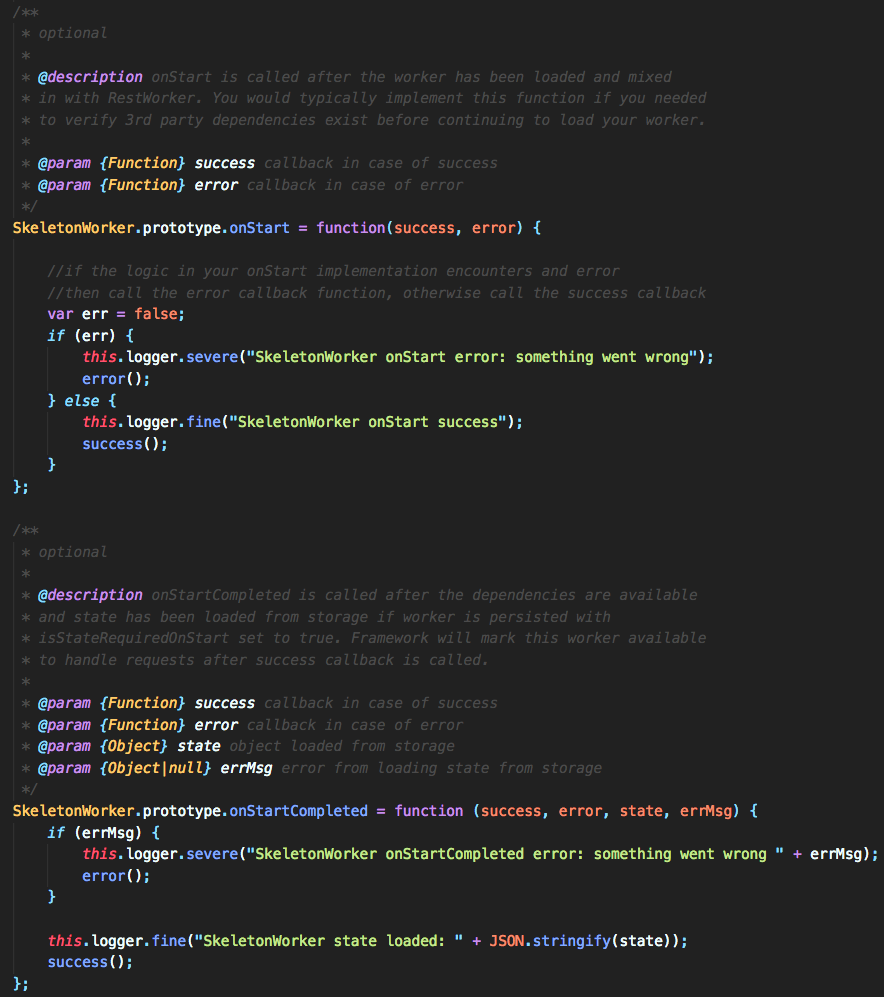 /**
 * optional
 *
 * @description onStart is called after the worker has been loaded and mixed
 * in with RestWorker. You would typically implement this function if you needed
 * to verify 3rd party dependencies exist before continuing to load your worker.
 *
 * @param {Function} success callback in case of success
 * @param {Function} error callback in case of error
 */
SkeletonWorker.prototype.onStart = function(success, error) {

    //if the logic in your onStart implementation encounters and error
    //then call the error callback function, otherwise call the success callback
    var err = false;
    if (err) {
        this.logger.severe("SkeletonWorker onStart error: something went wrong");
        error();
    } else {
        this.logger.fine("SkeletonWorker onStart success");
        success();
    }
};

/**
 * optional
 *
 * @description onStartCompleted is called after the dependencies are available
 * and state has been loaded from storage if worker is persisted with
 * isStateRequiredOnStart set to true. Framework will mark this worker available
 * to handle requests after success callback is called.
 *
 * @param {Function} success callback in case of success
 * @param {Function} error callback in case of error
 * @param {Object} state object loaded from storage
 * @param {Object|null} errMsg error from loading state from storage
 */
SkeletonWorker.prototype.onStartCompleted = function (success, error, state, errMsg) {
    if (errMsg) {
        this.logger.severe("SkeletonWorker onStartCompleted error: something went wrong " + errMsg);
        error();
    }

    this.logger.fine("SkeletonWorker state loaded: " + JSON.stringify(state));
    success();
};